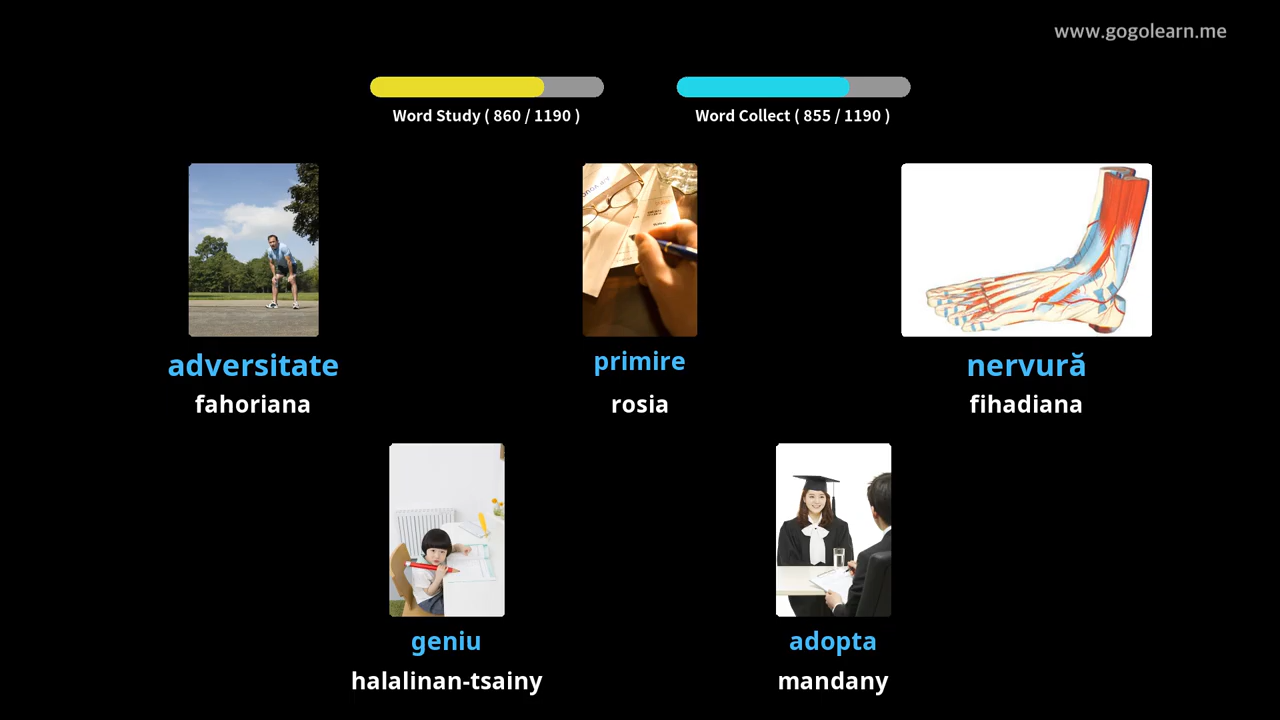 www.gogolearn.me
Word Study ( 860 / 1190 )
Word Collect ( 855 / 1190 )
adversitate
fahoriana
primire
rosia
nervură
fihadiana
geniu
halalinan-tsainy
adopta
mandany